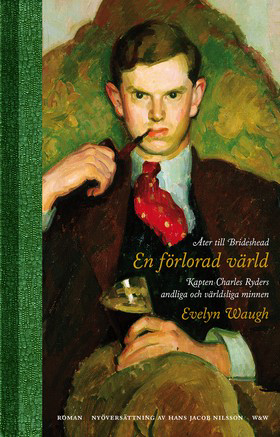 Åter till Brideshead
En förlorad värld
Kapten Charles Ryders
andliga och världsliga minnen
Evelyn Waugh
ROMAN · NYÖVERSÄTTNING AV HANS JACOB NILSSON · W&W